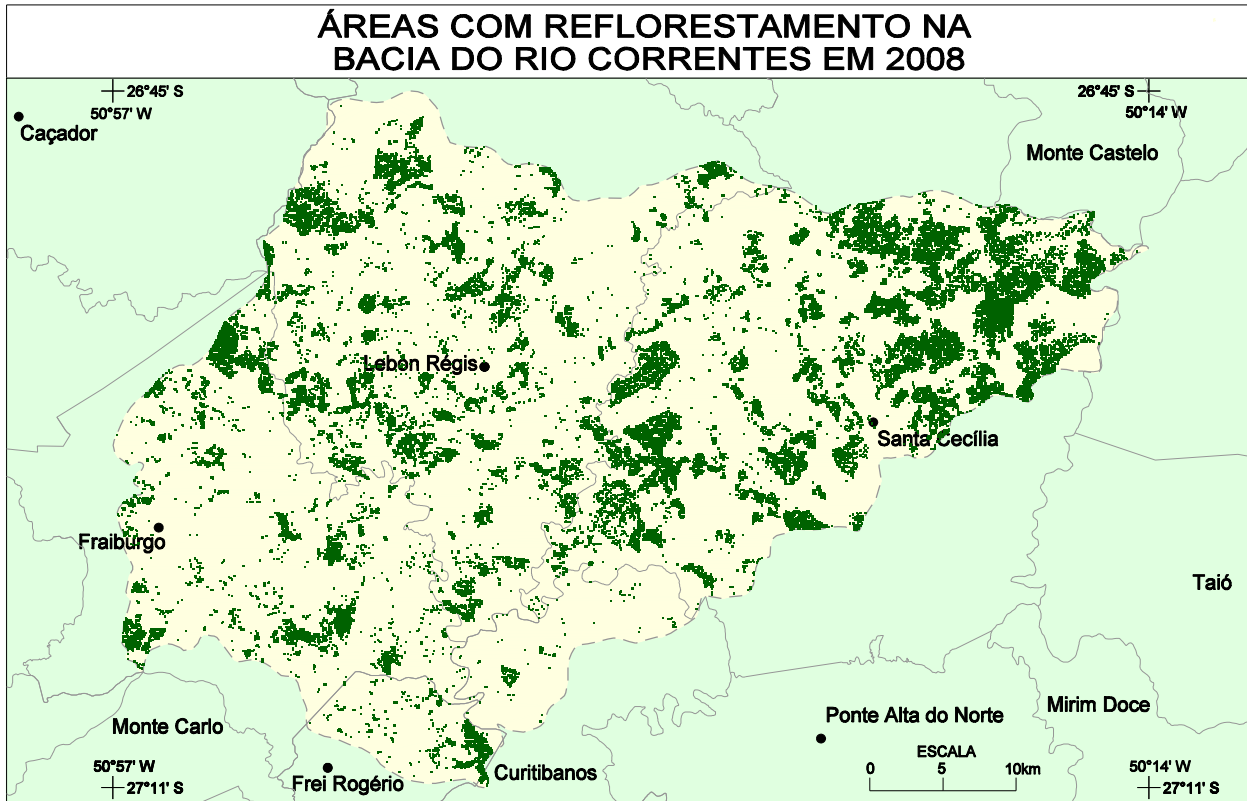 ÁREAS COM REFLORESTAMENTO NA
BACIA DO RIO CORRENTES EM 2008
26°45' S
50°57' W
26°45' S
50°14' W
Caçador
Monte Castelo
Lebon Régis
Santa Cecília
Fraiburgo
Taió
Monte Carlo
Ponte Alta do Norte
Mirim Doce
ESCALA
0 5 10km
50°57' W
27°11' S
Frei Rogério
Curitibanos
50°14' W
27°11' S